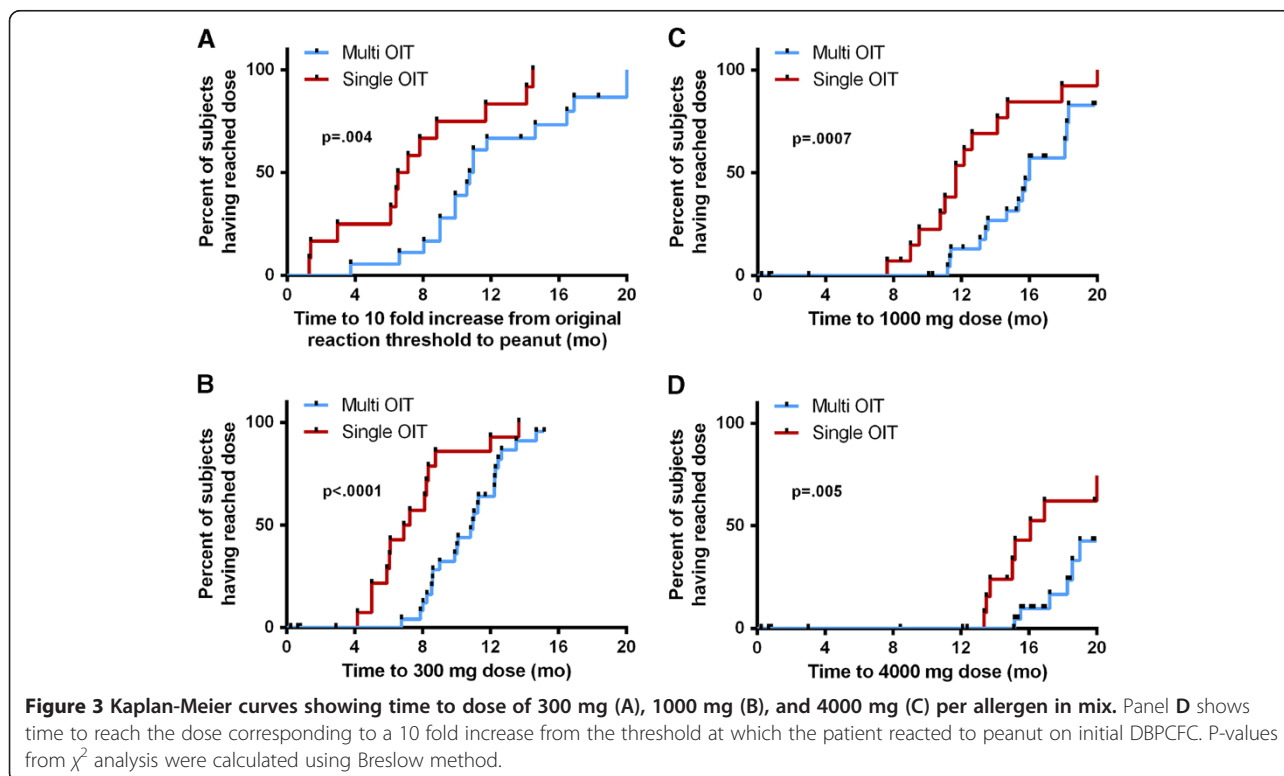 A
Multi OIT
Single OIT
p=.004
Percent of subjects
having reached dose
100
50
0
0 4 8 12 16 20
Time to 10 fold increase from original
reaction threshold to peanut (mo)
C
Multi OIT
Single OIT
p=.0007
Percent of subjects
having reached dose
100
50
0
0 4 8 12 16 20
Time to 1000 mg dose (mo)
B
Multi OIT
Single OIT
p<.0001
Percent of subjects
having reached dose
100
50
0
0 4 8 12 16 20
Time to 300 mg dose (mo)
D
Multi OIT
Single OIT
p=.005
Percent of subjects
having reached dose
100
50
0
0 4 8 12 16 20
Time to 4000 mg dose (mo)
Figure 3 Kaplan-Meier curves showing time to dose of 300 mg (A), 1000 mg (B), and 4000 mg (C) per allergen in mix. Panel D shows
time to reach the dose corresponding to a 10 fold increase from the threshold at which the patient reacted to peanut on initial DBPCFC. P-values
from χ² analysis were calculated using Breslow method.